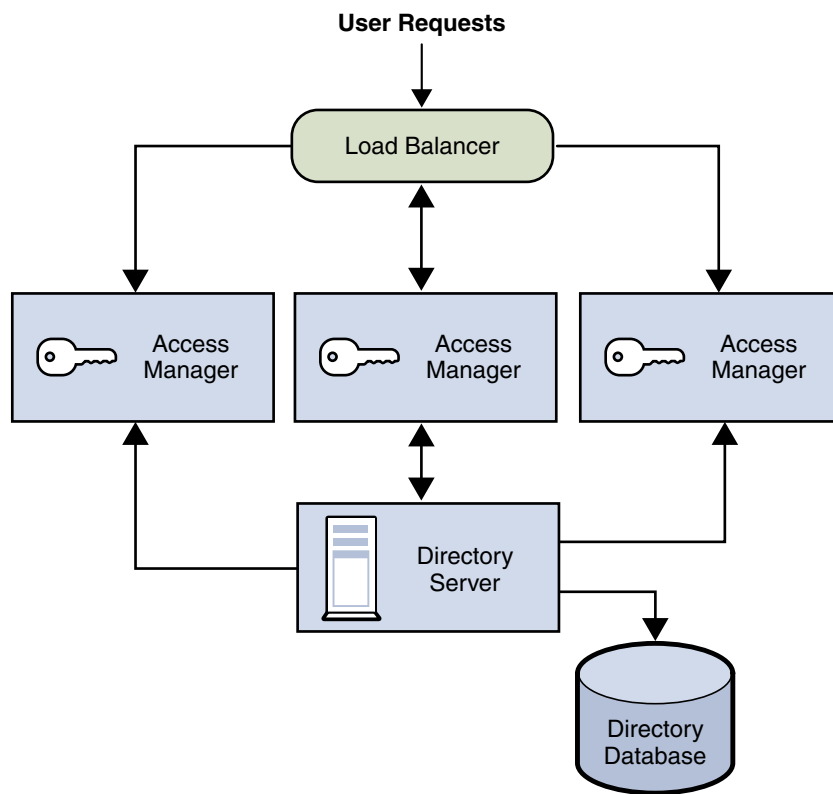 User Requests
Load Balancer
Access
Manager
Access
Manager
Access
Manager
Directory
Server
Directory
Database